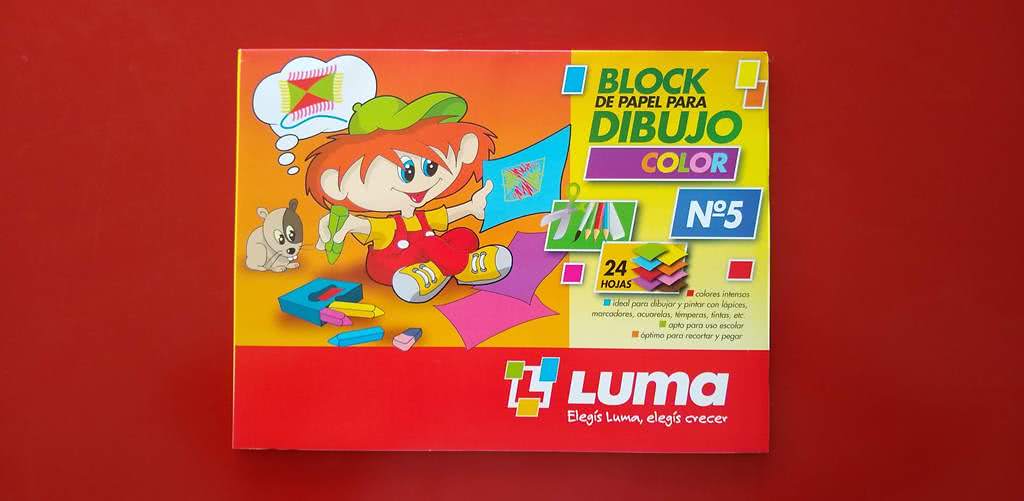 BLOCK
DE PAPEL PARA
DIBUJO
COLOR
Nº5
24
HOJAS
colores intensos
ideal para dibujar y pintar con lápices,
marcadores, acuarelas, témperas, tintas, etc
apto para uso escolar
óptimo para recortar y pegar
LUMA
Elegís Luma, elegís crecer